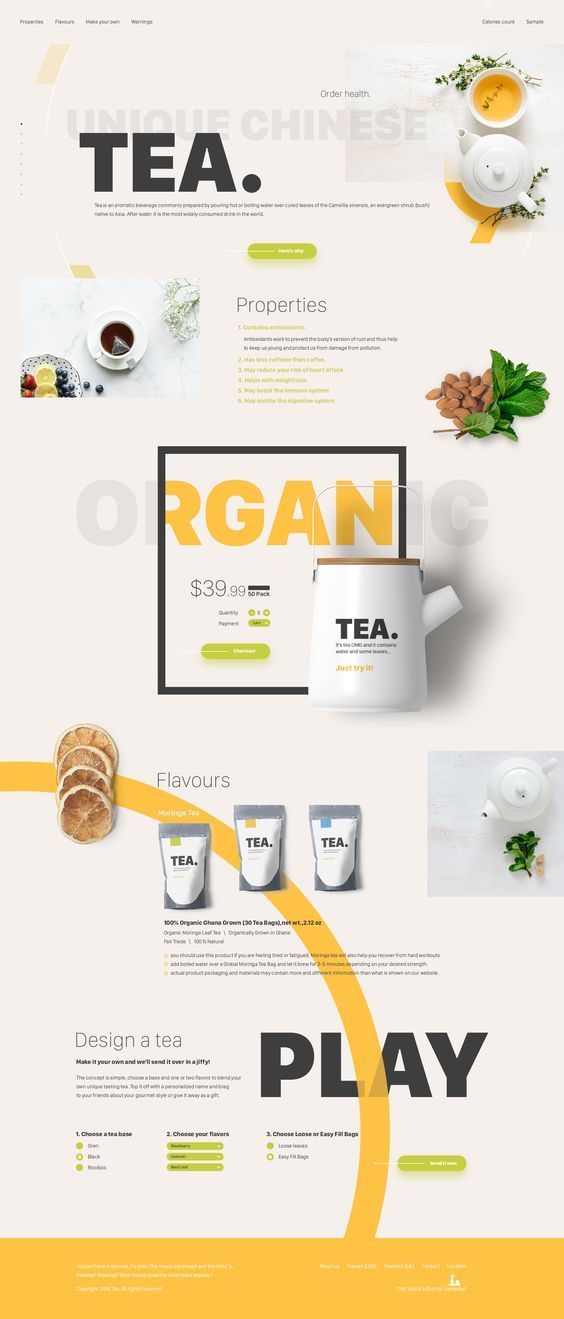 Properties Flavours Make your own Warnings Calories count Sample
Order health.
UNIQUE CHINESE
TEA.
Tea is an aromatic beverage commonly prepared by pouring hot or boiling water over cured leaves of the Camellia sinensis, an evergreen shrub (bush)
native to Asia. After water, it is the most widely consumed drink in the world.
Here's why
Properties
1. Contains antioxidants.
Antioxidants work to prevent the body's version of rust and thus help
to keep us young and protect us from damage from pollution.
2. Has less caffeine than coffee.
3. May reduce your risk of heart attack
4. Helps with weight loss
5. May boost the immune system
6. May soothe the digestive system
ORGANIC
$39.99 50 Pack
Quantity - 5 +
Payment Card
Checkout
TEA.
It's tea OMG and it contains
water and some leaves...
Just try it!
Flavours
Moringa Tea
TEA.
TEA.
TEA.
100% Organic Ghana Grown (30 Tea Bags),net wt.,2.12 oz
Organic Moringa Leaf Tea \ Organically Grown in Ghana
Fair Trade \ 100 % Natural
you should use this product if you are feeling tired or fatigued. Moringa tea will also help you recover from hard workouts.
add boiled water over a Global Moringa Tea Bag and let it brew for 3-5 minutes depending on your desired strength.
actual product packaging and materials may contain more and different information than what is shown on our website.
Design a tea
PLAY
Make it your own and we'll send it over in a jiffy!
The concept is simple, choose a base and one or two flavors to blend your
own unique tasting tea. Top it off with a personalized name and brag
to your friends about your gourmet style or give it away as a gift.
1. Choose a tea base
Gren
Black
Rooibos
2. Choose your flavors
Blackberry
Caramel
Basil Leaf
3. Choose Loose or Easy Fill Bags
Loose leaves
Easy Fill Bags
Send it now
You can have a tea now, it's over. The shops are closed and the wind is...
howling? Blowing? What sound does the wind make anyway?
Copyright 2015 Tea. All rights reserved.
About us Flavors (USA) Flavours (UK) Contact Location
This layout killed my computer!